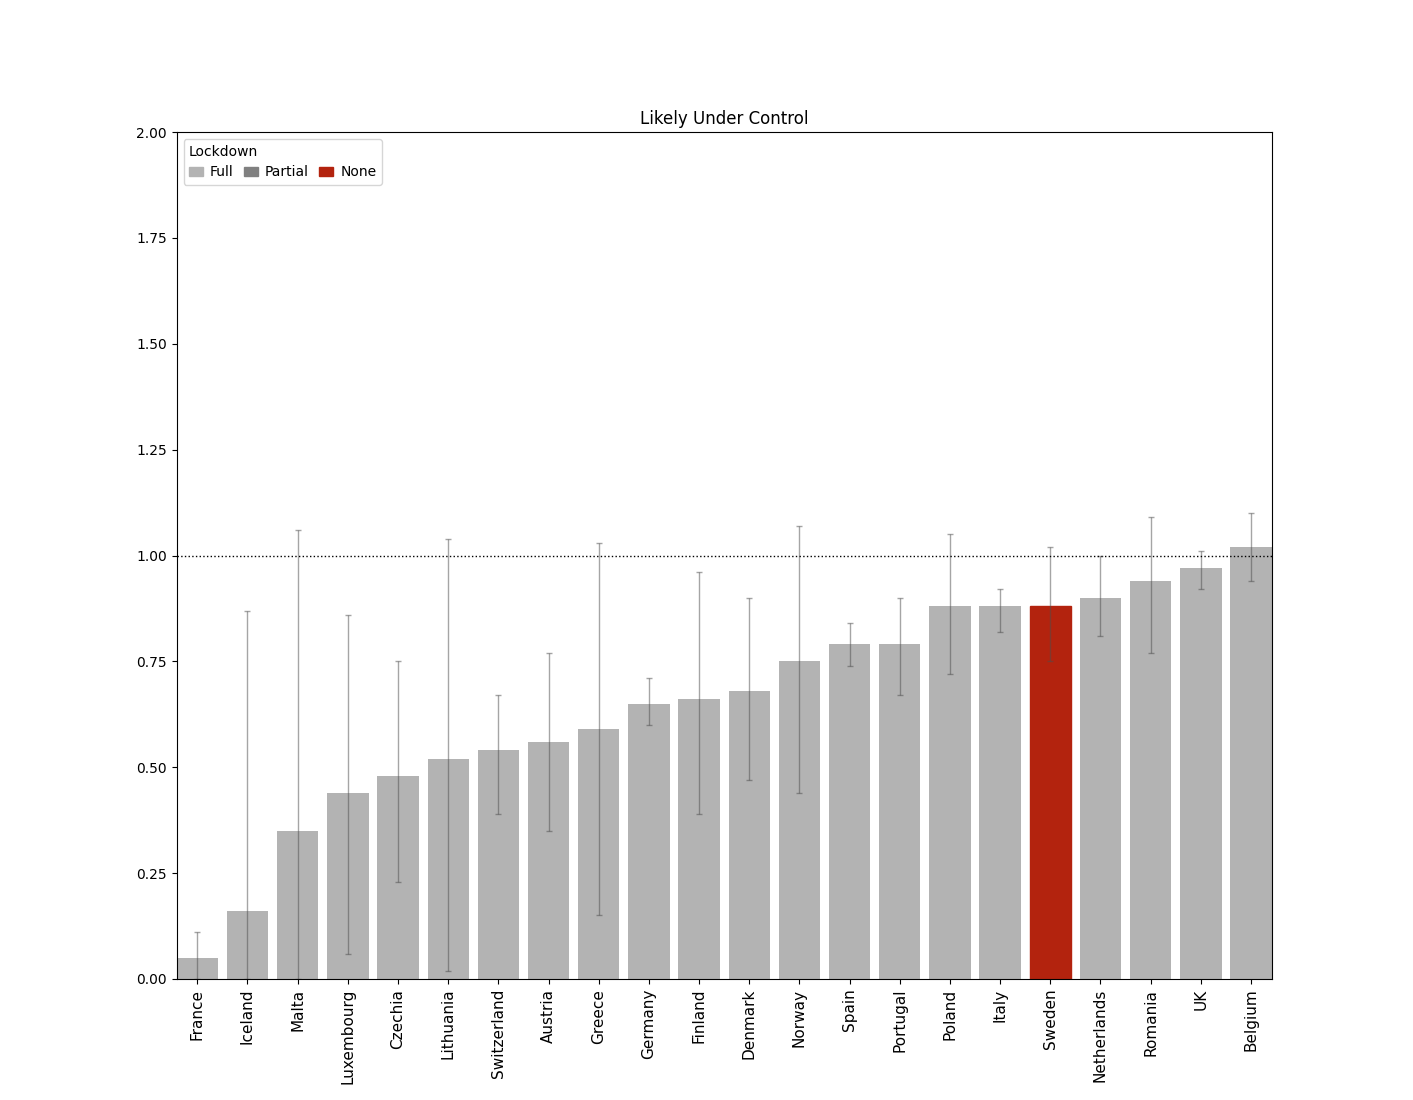 Likely Under Control
Lockdown
Full Partial None
2.00
1.75
1.50
1.25
1.00
0.75
0.50
0.25
0.00
France Iceland Malta Luxembourg Czechia Lithuania Switzerland Austria Greece Germany Finland Denmark Norway Spain Portugal Poland Italy Sweden Netherlands Romania UK Belgium